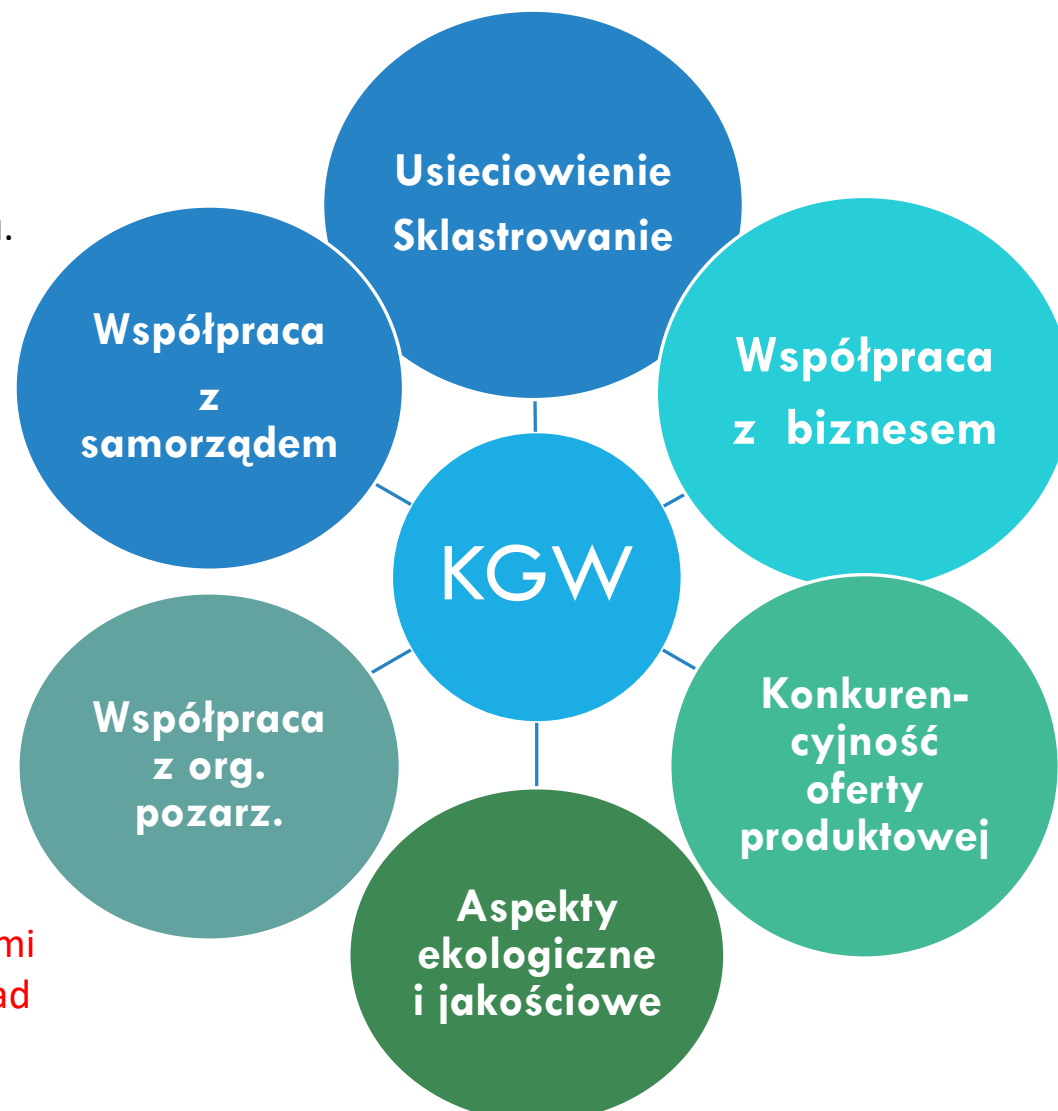 Usieciowienie
Sklastrowanie
Współpraca
z
samorządem
Współpraca
z biznesem
KGW
Współpraca
z org.
pozarz.
Konkuren-
cyjność
oferty
produktowej
Aspekty
ekologiczne
i jakościowe